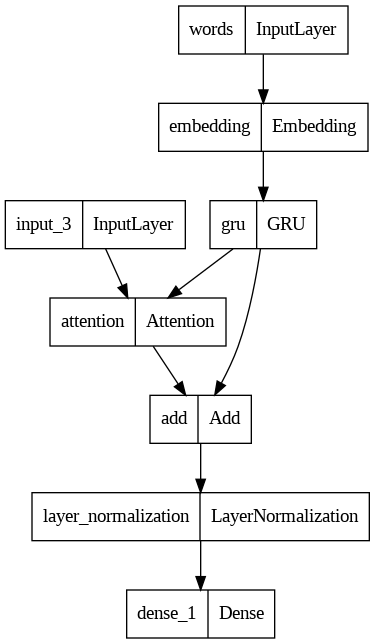 words InputLayer
embedding Embedding
input_3 InputLayer
gru GRU
attention Attention
add Add
layer_normalization LayerNormalization
dense_1 Dense